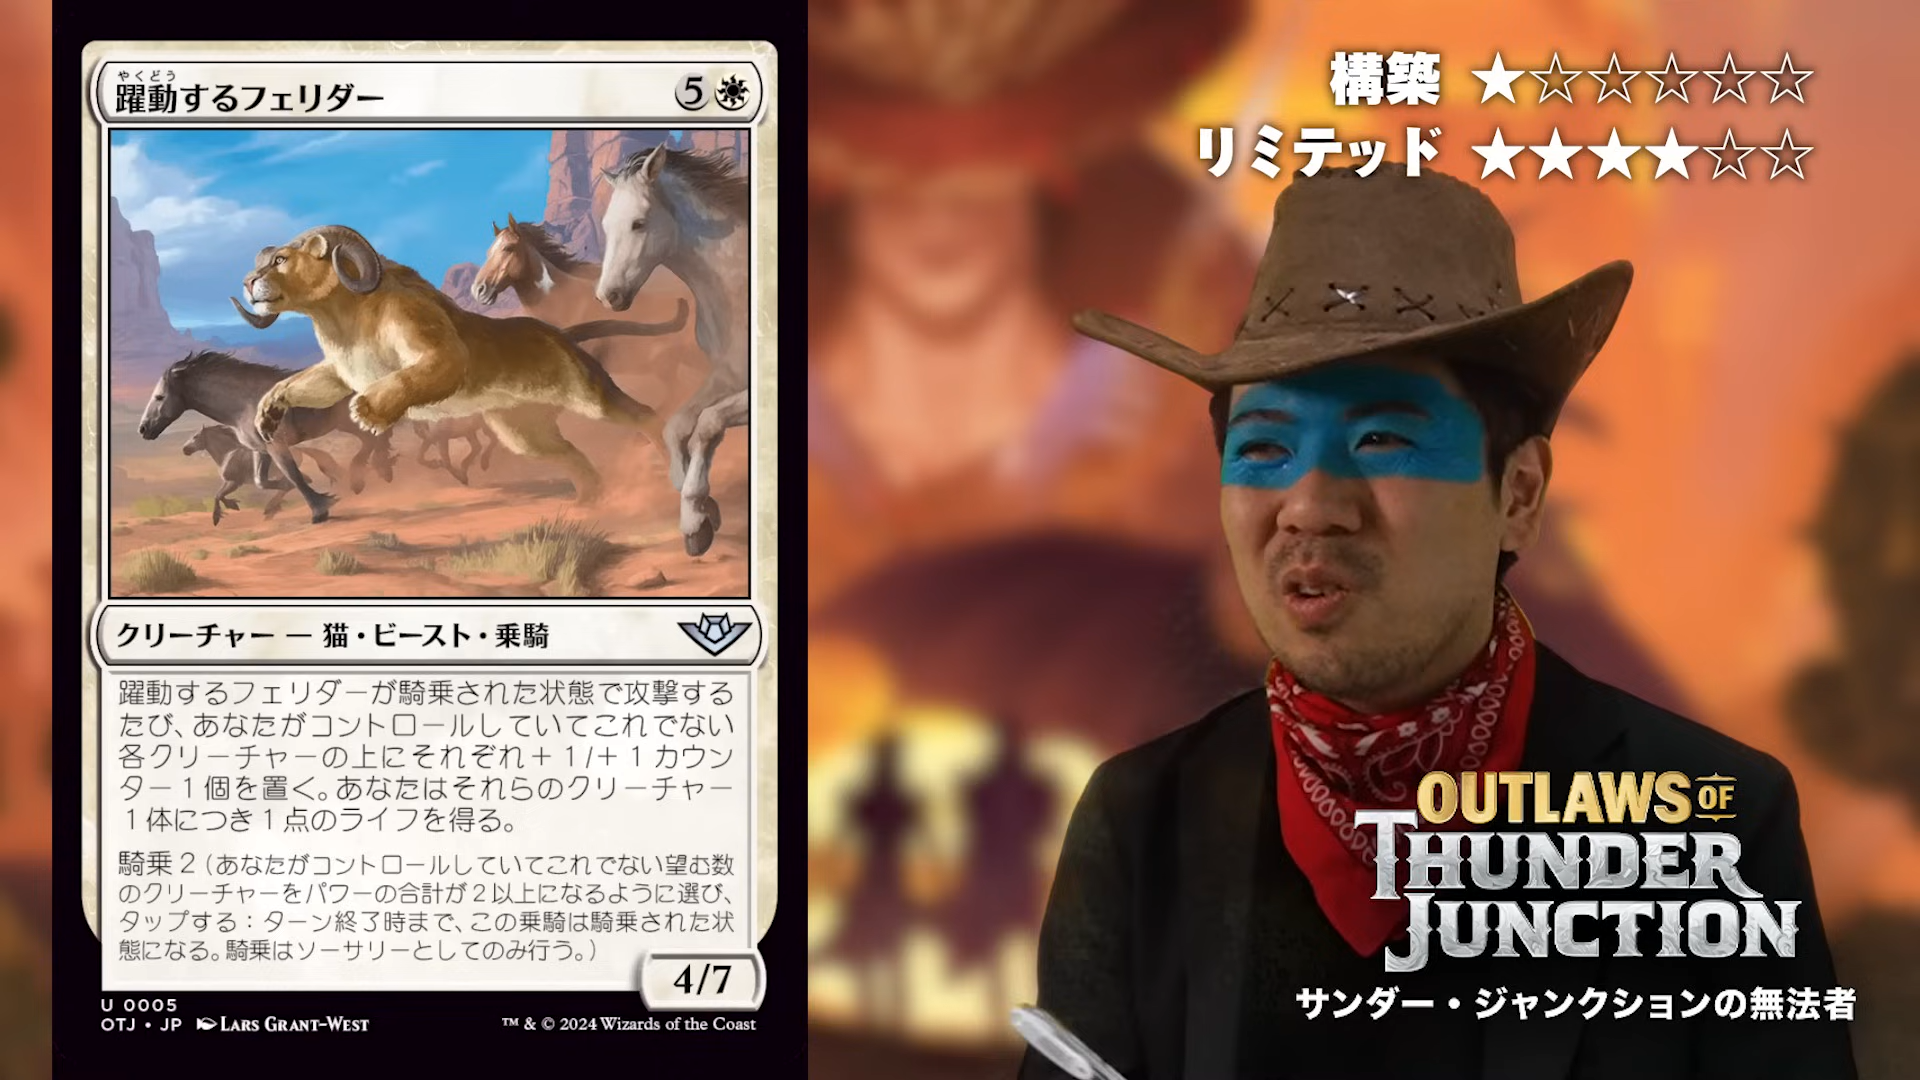 やくどう
躍動するフェリダー
5
クリーチャー — 猫・ビースト・乗騎
躍動するフェリダーが騎乗された状態で攻撃する
たび、あなたがコントロールしていてこれでない
各クリーチャーの上にそれぞれ＋１/＋１カウン
ター１個を置く。あなたはそれらのクリーチャー
１体につき１点のライフを得る。
騎乗２（あなたがコントロールしていてこれでない望む数
のクリーチャーをパワーの合計が２以上になるように選び、
タップする：ターン終了時まで、この乗騎は騎乗された状
態になる。騎乗はソーサリーとしてのみ行う。）
4/7
U 0005
OTJ • JP LARS GRANT-WEST
™ & © 2024 Wizards of the Coast
構築 ★☆☆☆☆☆
リミテッド ★★★★☆☆
OUTLAWS OF
THUNDER
JUNCTION
サンダー・ジャンクションの無法者